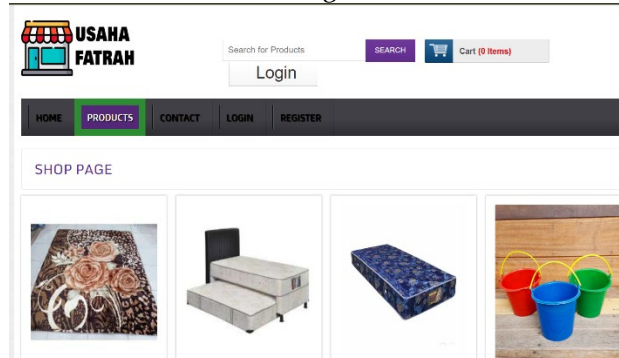 USAHA
FATRAH
Search for Products
SEARCH
Cart (0 Items)
Login
HOME
PRODUCTS
CONTACT
LOGIN
REGISTER
SHOP PAGE